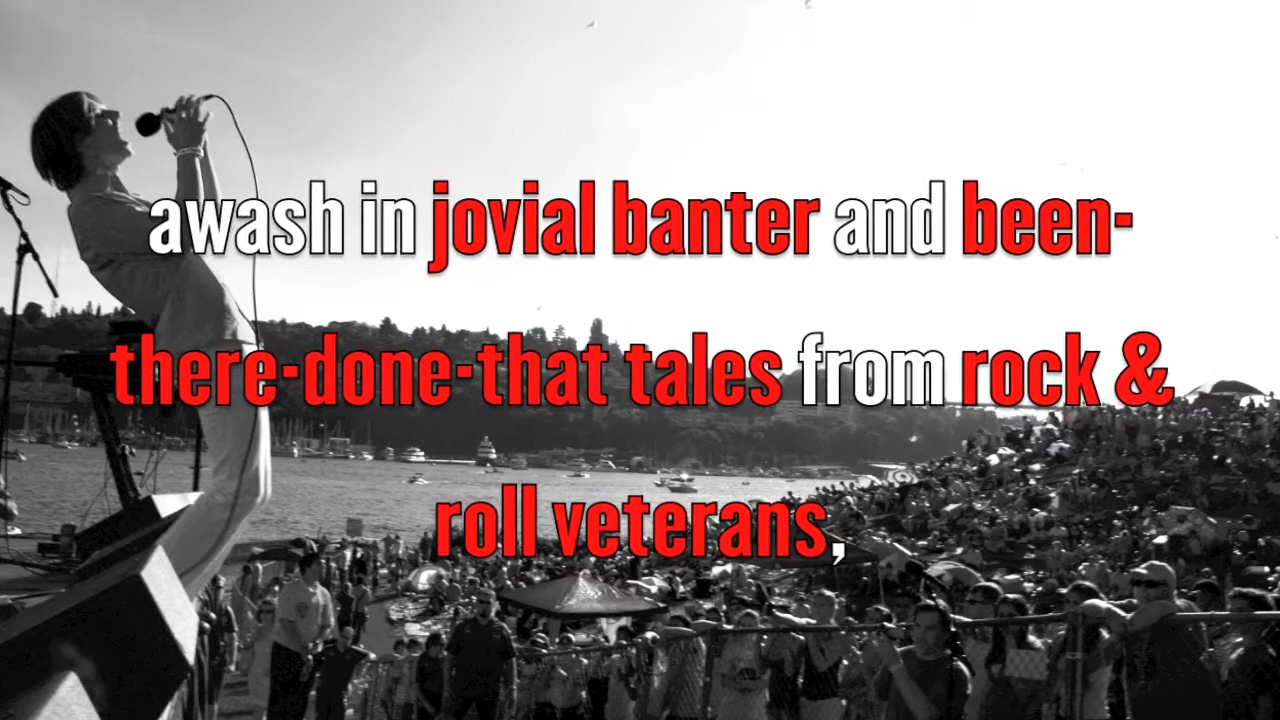 awash in jovial banter and been-
there-done-that tales from rock &
roll veterans,